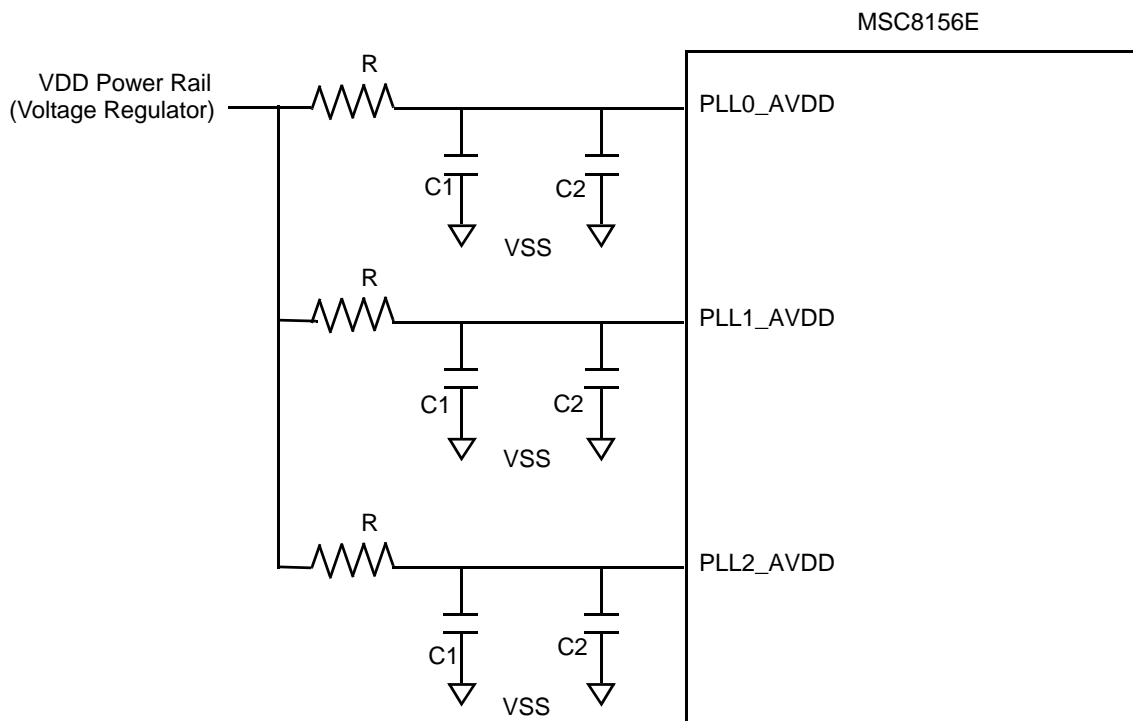 MSC8156E
R
VDD Power Rail
(Voltage Regulator)
PLL0_AVDD
C1
C2
VSS
R
PLL1_AVDD
C1
C2
VSS
R
PLL2_AVDD
C1
C2
VSS